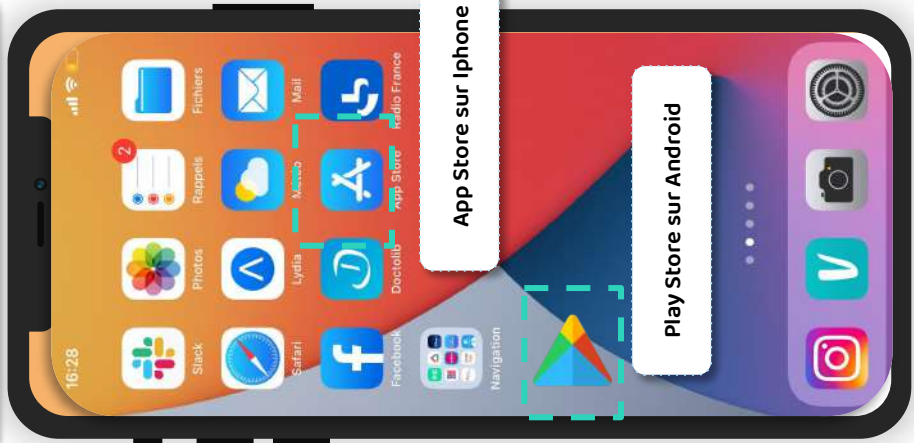 16:28
2
Slack
Photos
Rappels
Fichiers
Safari
Lydia
Météo
Mail
Facebook
Doctolib
App Store
Radio France
App Store sur Iphone
Navigation
Play Store sur Android